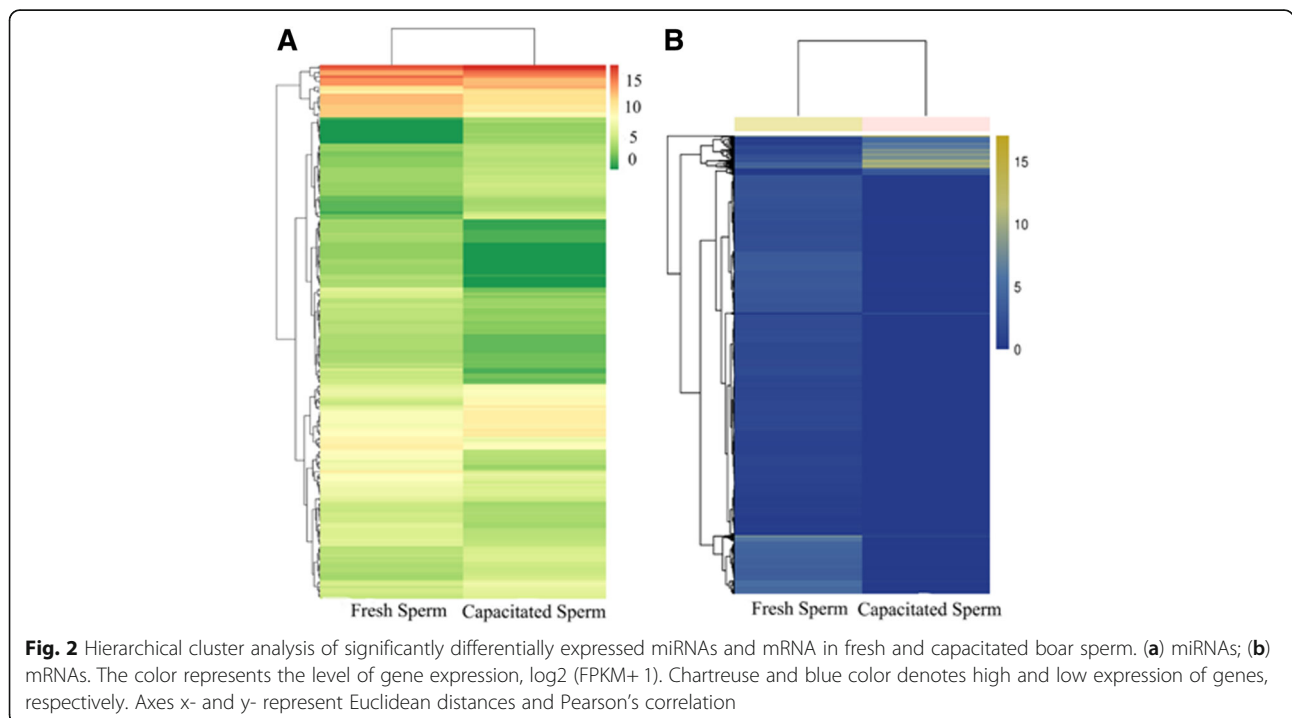 A
B
15
10
5
0
15
10
5
0
Fresh Sperm Capacitated Sperm
Fresh Sperm Capacitated Sperm
Fig. 2 Hierarchical cluster analysis of significantly differentially expressed miRNAs and mRNA in fresh and capacitated boar sperm. (a) miRNAs; (b)
mRNAs. The color represents the level of gene expression, log2 (FPKM+ 1). Chartreuse and blue color denotes high and low expression of genes,
respectively. Axes x- and y- represent Euclidean distances and Pearson's correlation